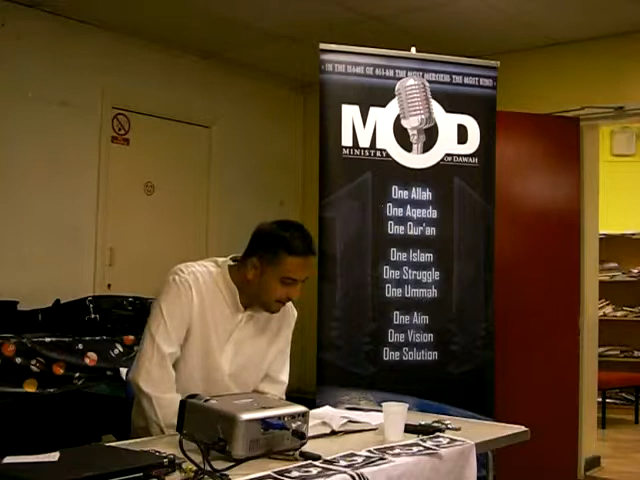 IN THE NAME OF ALLAH THE MOST MERCIFUL THE MOST KIND
MOD
MINISTRY OF DAWAH
One Allah
One Aqeeda
One Qur'an
One Islam
One Struggle
One Ummah
One Aim
One Vision
One Solution